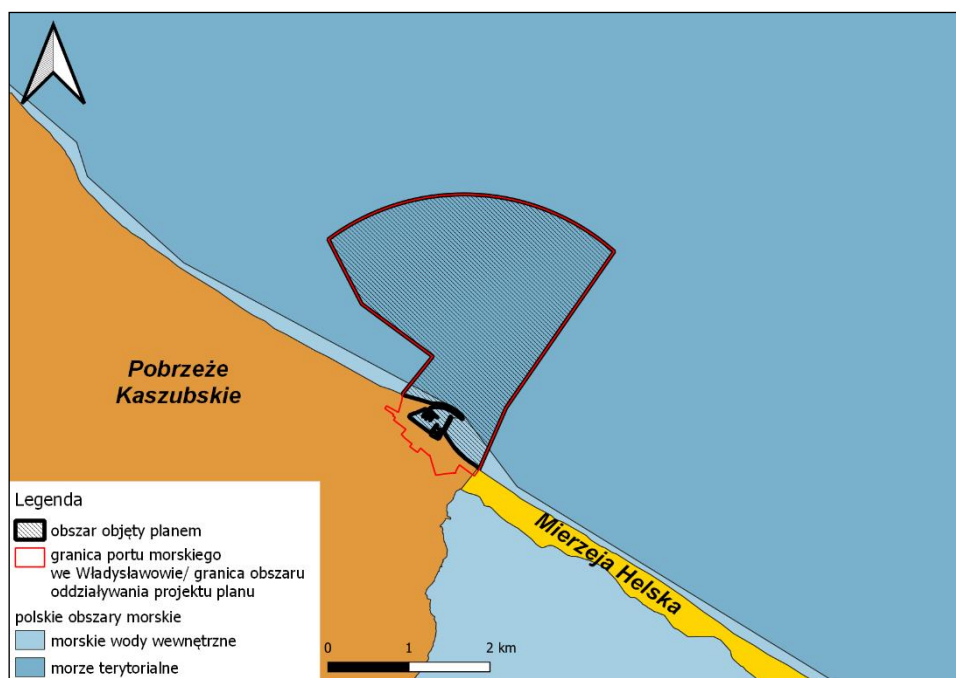 Pobrzeże
Kaszubskie
Mierzeja Helska
Legenda
obszar objęty planem
granica portu morskiego
we Władysławowie/ granica obszaru
oddziaływania projektu planu
polskie obszary morskie
morskie wody wewnętrzne
morze terytorialne
0 1 2 km